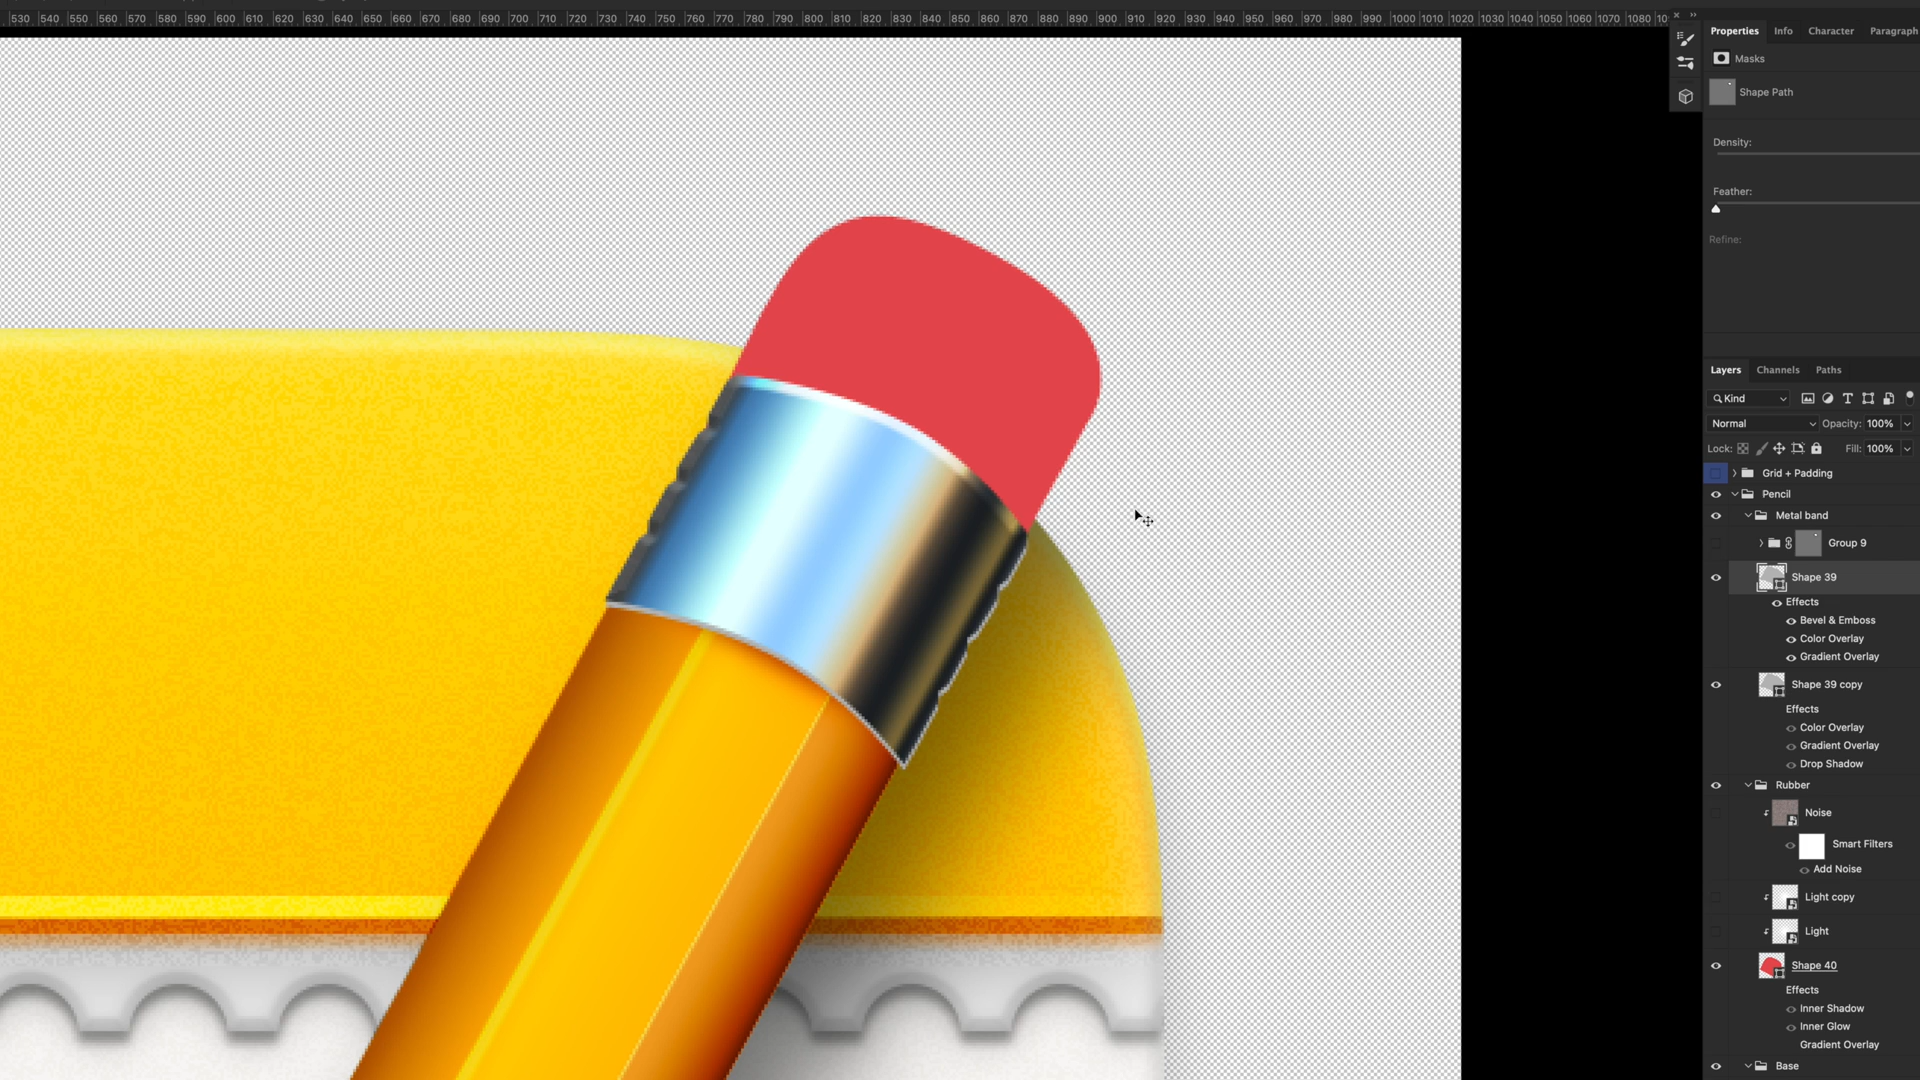 530 540 550 560 570 580 590 600 610 620 630 640 650 660 670 680 690 700 710 720 730 740 750 760 770 780 790 800 810 820 830 840 850 860 870 880 890 900 910 920 930 940 950 960 970 980 990 1000 1010 1020 1030 1040 1050 1060 1070 1080
Properties Info Character Paragraph
Masks
Shape Path
Density:
Feather:
Refine:
Layers Channels Paths
Kind
Normal Opacity: 100%
Lock: Fill: 100%
Grid + Padding
Pencil
Metal band
Group 9
Shape 39
Effects
Bevel & Emboss
Color Overlay
Gradient Overlay
Shape 39 copy
Effects
Color Overlay
Gradient Overlay
Drop Shadow
Rubber
Noise
Smart Filters
Add Noise
Light copy
Light
Shape 40
Effects
Inner Shadow
Inner Glow
Gradient Overlay
Base